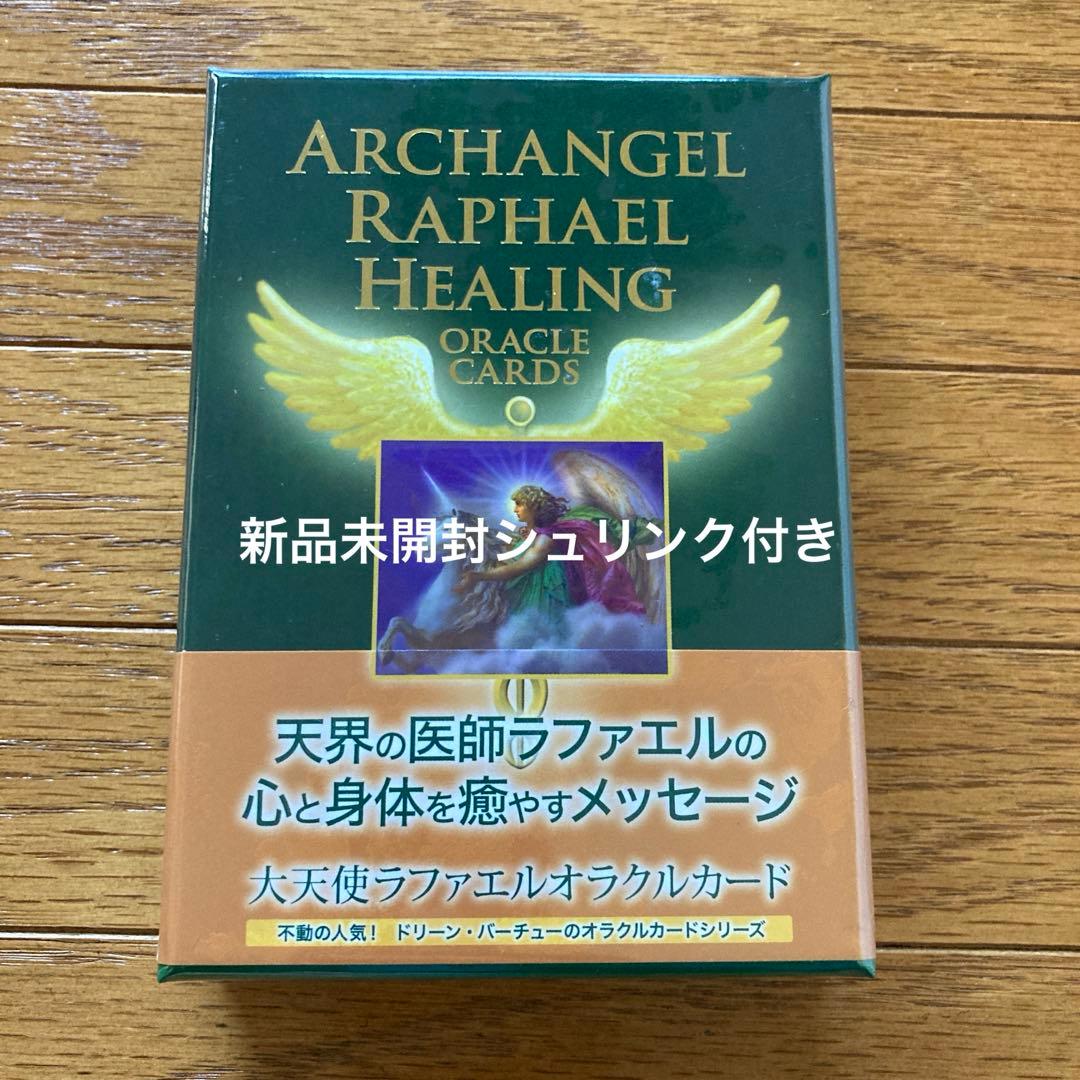 ARCHANGEL
RAPHAEL
HEALING
ORACLE
CARDS
新品未開封シュリンク付き
天界の医師ラファエルの
心と身体を癒やすメッセージ
大天使ラファエルオラクルカード
不動の人気! ドリーン・バーチューのオラクルカードシリーズ